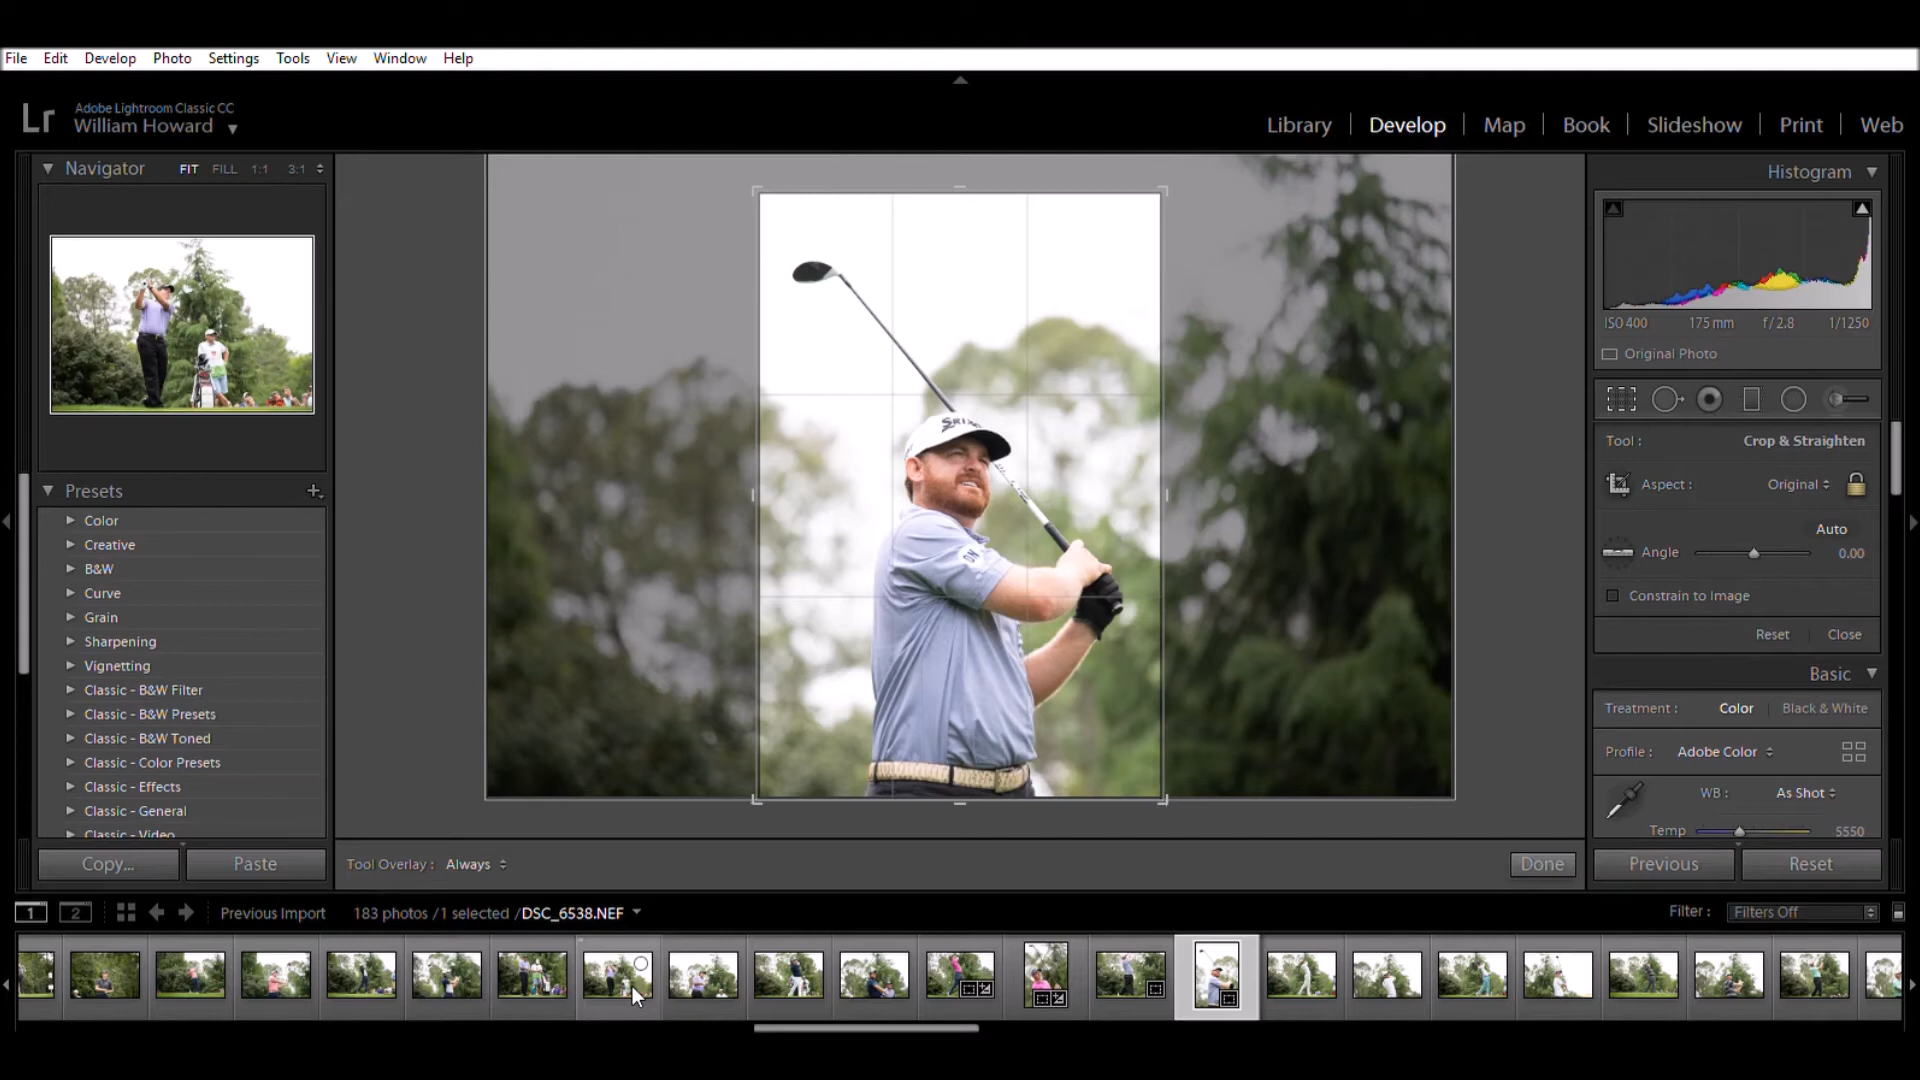 File Edit Develop Photo Settings Tools View Window Help
Lr
Adobe Lightroom Classic CC
William Howard
Library Develop Map Book Slideshow Print Web
Navigator FIT FILL 1:1 3:1
Presets
Color
Creative
B&W
Curve
Grain
Sharpening
Vignetting
Classic - B&W Filter
Classic - B&W Presets
Classic - B&W Toned
Classic - Color Presets
Classic - Effects
Classic - General
Classic - Video
Copy... Paste
ON
Tool Overlay : Always Done
Histogram
ISO 400 175 mm f / 2.8 1/1250
Original Photo
Tool : Crop & Straighten
Aspect : Original
Auto
Angle 0.00
Constrain to Image
Reset Close
Basic
Treatment : Color Black & White
Profile : Adobe Color
WB : As Shot
Temp 5550
Previous Reset
1 2 Previous Import 183 photos / 1 selected / DSC_6538.NEF Filter : Filters Off